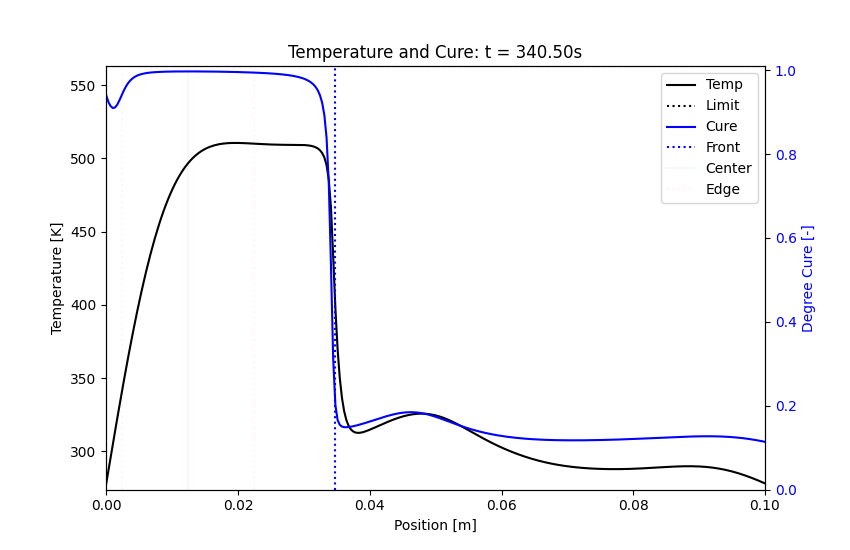 Temperature and Cure: t = 340.50s
Temperature [K]
550
500
450
400
350
300
Temp
Limit
Cure
Front
Center
Edge
1.0
0.8
0.6
0.4
0.2
0.0
Degree Cure [-]
0.00
0.02
0.04
0.06
0.08
0.10
Position [m]